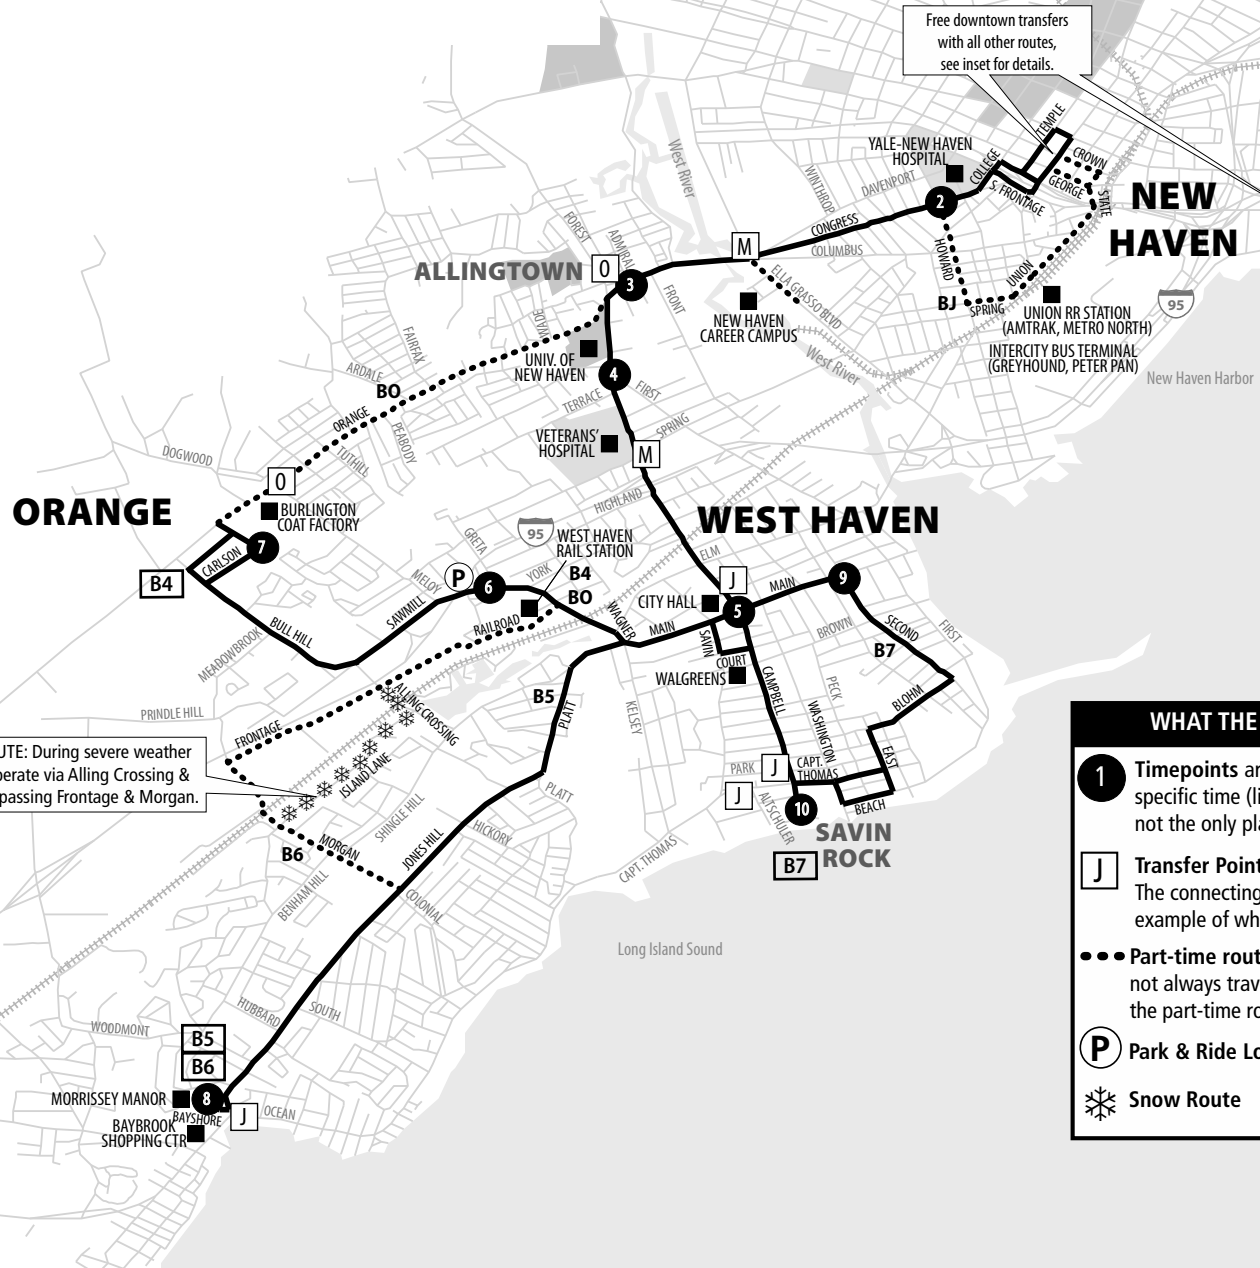 Free downtown transfers
with all other routes,
see inset for details.
TEMPLE
YALE-NEW HAVEN
HOSPITAL
COLLEGE
CROWN
GEORGE
S. FRONTAGE
STATE
NEW
HAVEN
West River
WINTHROP
DAVENPORT
2
CONGRESS
COLUMBUS
HOWARD
UNION
BJ
SPRING
UNION RR STATION
(AMTRAK, METRO NORTH)
INTERCITY BUS TERMINAL
(GREYHOUND, PETER PAN)
95
New Haven Harbor
FOREST
ADMIRAL
ALLINGTOWN
O
3
M
ELLA GRASSO BLVD
FRONT
NEW HAVEN
CAREER CAMPUS
West River
WADE
FAIRFAX
UNIV. OF
NEW HAVEN
4
ARDALE
BO
ORANGE
TERRACE
FIRST
SPRING
PEABODY
TUTHILL
VETERANS'
HOSPITAL
M
DOGWOOD
O
HIGHLAND
ORANGE
BURLINGTON
COAT FACTORY
95
WEST HAVEN
RAIL STATION
WEST HAVEN
GRETA
ELM
7
CARLSON
B4
MELOY
P
6
YORK
B4
BO
J
MAIN
9
CITY HALL
5
SAWMILL
RAILROAD
WAGNER
MAIN
BULL HILL
MEADOWBROOK
SAVIN
COURT
WALGREENS
BROWN
SECOND
FIRST
B7
CAMPBELL
PECK
BLOHM
ALLING CROSSING
B5
PLATT
KELSEY
WASHINGTON
PRINDLE HILL
FRONTAGE
UTE: During severe weather
perate via Alling Crossing &
passing Frontage & Morgan.
ISLAND LANE
PARK
J
CAPT.
THOMAS
EAST
J
PLATT
ALTSCHULER
10
BEACH
SHINGLE HILL
SAVIN
ROCK
B7
HICKORY
MORGAN
B6
JONES HILL
CAPT. THOMAS
BENHAM HILL
COLONIAL
Long Island Sound
HUBBARD
SOUTH
WOODMONT
B5
B6
MORRISSEY MANOR
8
BAYSHORE
J
OCEAN
BAYBROOK
SHOPPING CTR
WHAT THE
1
Timepoints ar
specific time (li
not the only pla
J
Transfer Point
The connecting
example of wh
Part-time rout
not always trav
the part-time ro
P
Park & Ride Lo
Snow Route